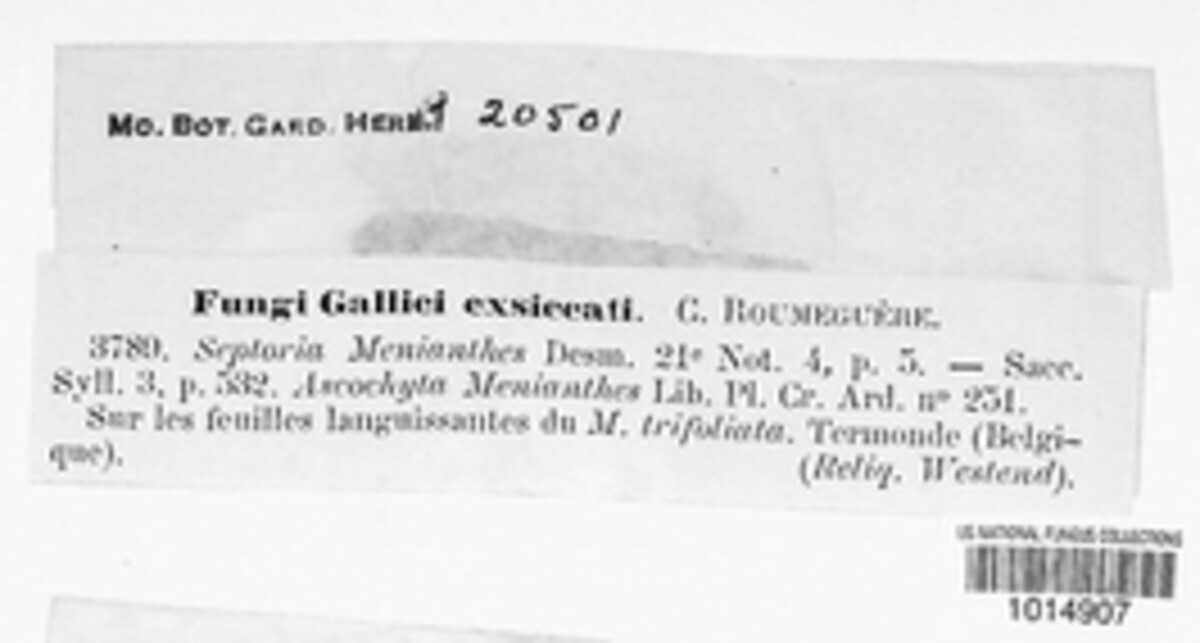 MO. BOT. GARD. HERB. 20501
Fungi Gallici exsiccati. C. ROUMEGUÈRE.
3780. Septoria Menianthes Desm. 21e Not. 4, p. 5. — Sacc.
Syll. 3, p. 532. Ascochyta Menianthes Lib. Pl. Cr. Ard. no 251.
Sur les feuilles languissantes du M. trifoliata. Termonde (Belgi-
que). (Reliq. Westend).
US NATIONAL FUNGUS COLLECTIONS
1014907